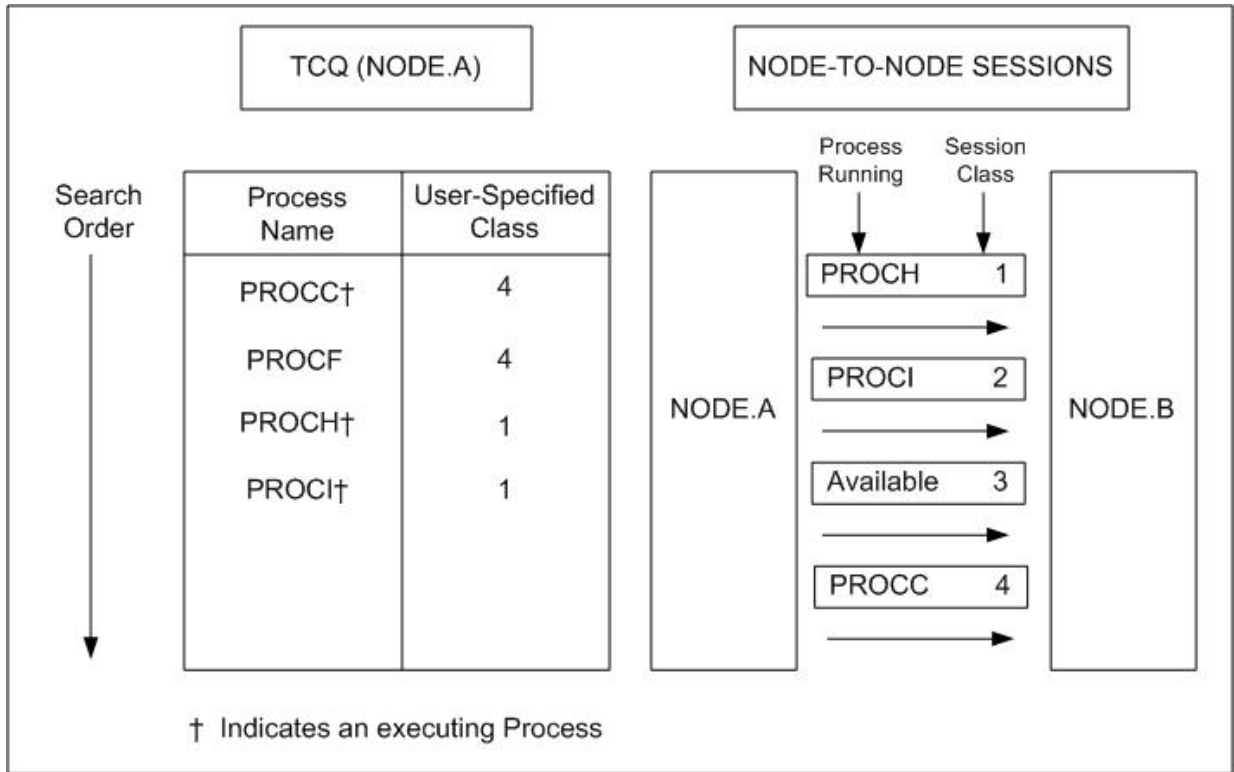 TCQ (NODE.A)
NODE-TO-NODE SESSIONS
Search
Order
Process
Name
User-Specified
Class
PROCC† 4
PROCF 4
PROCH† 1
PROCI† 1
Process
Running
Session
Class
NODE.A
PROCH 1
PROCI 2
Available 3
PROCC 4
NODE.B
† Indicates an executing Process